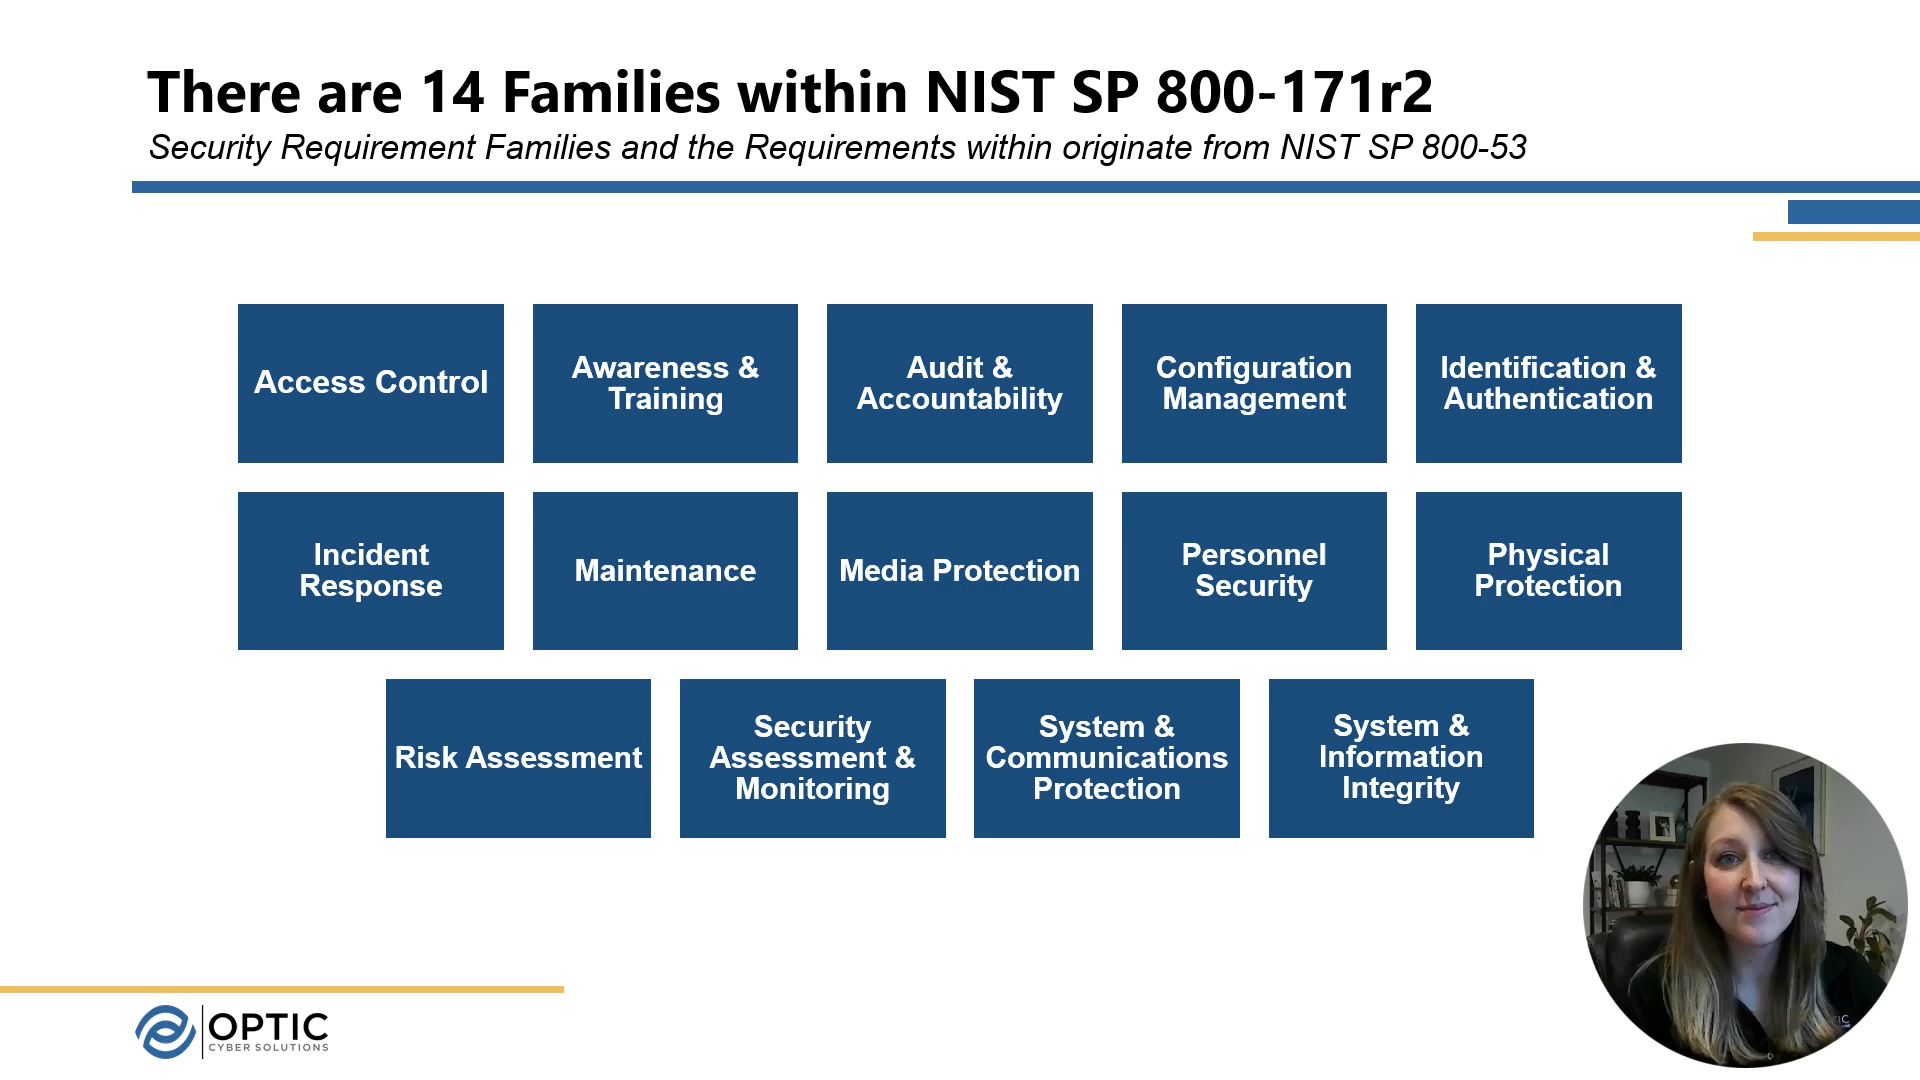 There are 14 Families within NIST SP 800-171r2
Security Requirement Families and the Requirements within originate from NIST SP 800-53
Access Control
Awareness &
Training
Audit &
Accountability
Configuration
Management
Identification &
Authentication
Incident
Response
Maintenance
Media Protection
Personnel
Security
Physical
Protection
Risk Assessment
Security
Assessment &
Monitoring
System &
Communications
Protection
System &
Information
Integrity
OPTIC
CYBER SOLUTIONS